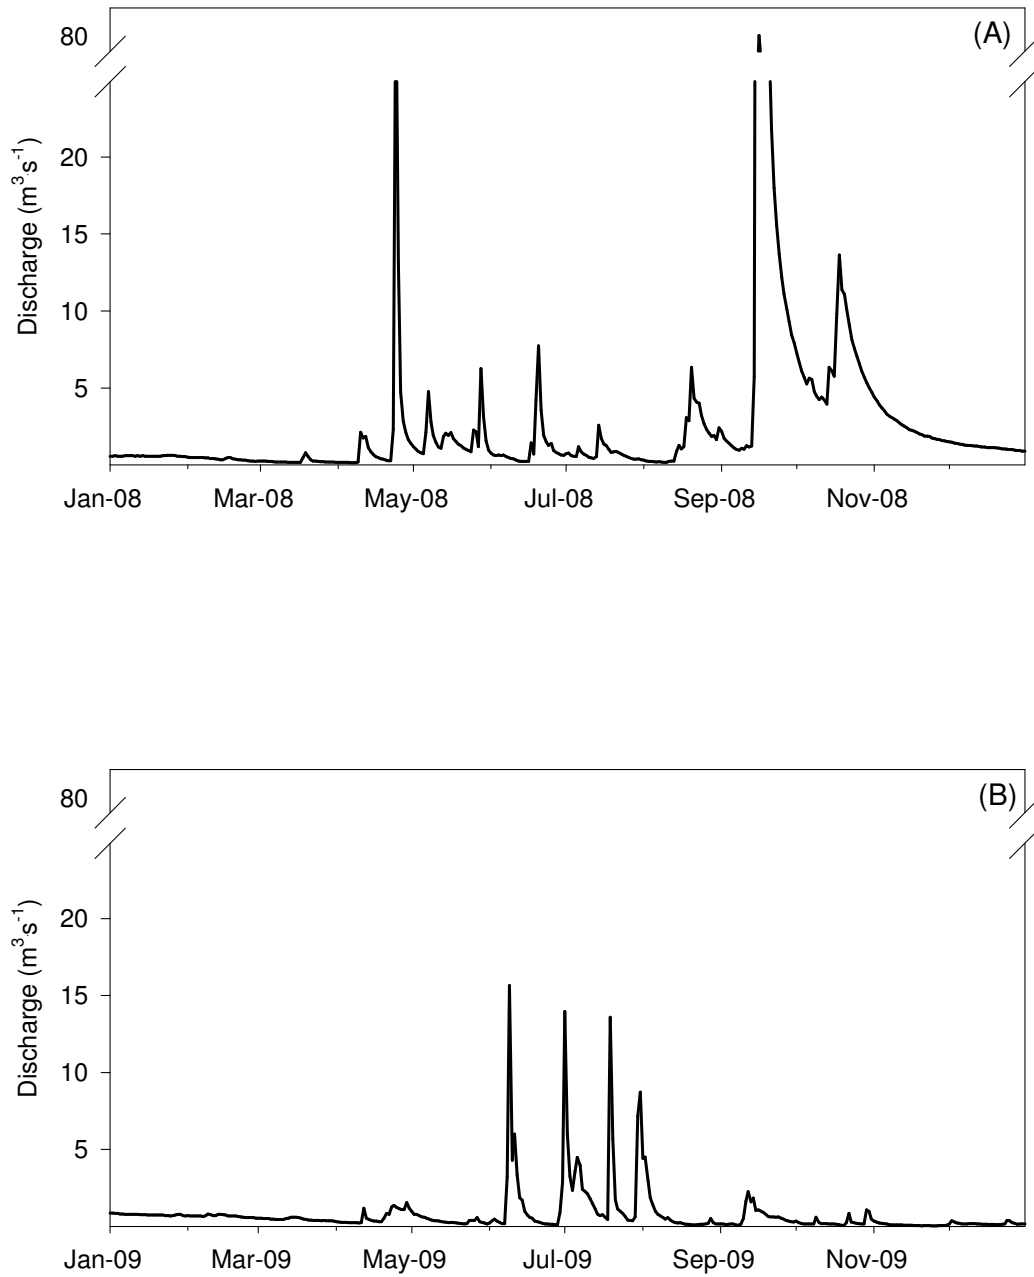 (A)
80
20
15
10
5
Discharge (m³·s⁻¹)
Jan-08 Mar-08 May-08 Jul-08 Sep-08 Nov-08
(B)
80
20
15
10
5
Discharge (m³·s⁻¹)
Jan-09 Mar-09 May-09 Jul-09 Sep-09 Nov-09